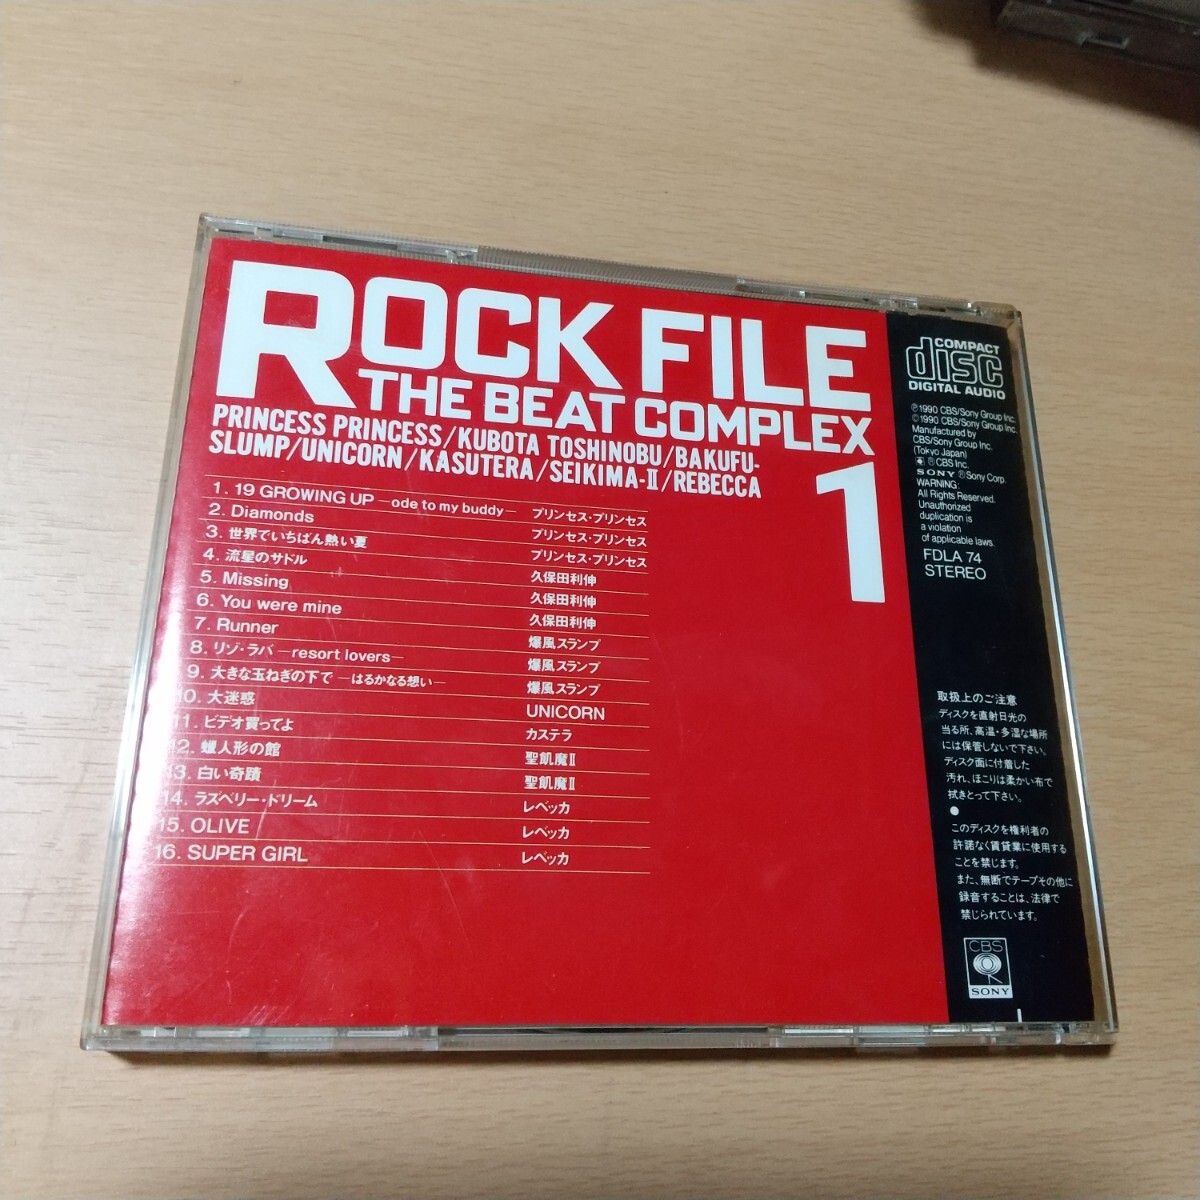 ROCK FILE
THE BEAT COMPLEX
1
PRINCESS PRINCESS/KUBOTA TOSHINOBU/BAKUFU-
SLUMP/UNICORN/KASUTERA/SEIKIMA-II/REBECCA
1. 19 GROWING UP —ode to my buddy— プリンセス・プリンセス
2. Diamonds プリンセス・プリンセス
3. 世界でいちばん熱い夏 プリンセス・プリンセス
4. 流星のサドル 久保田利伸
5. Missing 久保田利伸
6. You were mine 久保田利伸
7. Runner 爆風スランプ
8. リゾ・ラバ —resort lovers— 爆風スランプ
9. 大きな玉ねぎの下で —はるかなる想い— 爆風スランプ
10. 大迷惑 UNICORN
11. ビデオ買ってよ カステラ
12. 蠟人形の館 聖飢魔II
13. 白い奇蹟 聖飢魔II
14. ラズベリー・ドリーム レベッカ
15. OLIVE レベッカ
16. SUPER GIRL レベッカ
COMPACT
disc
DIGITAL AUDIO
℗1990 CBS/Sony Group Inc.
©1990 CBS/Sony Group Inc.
Manufactured by
CBS/Sony Group Inc.
(Tokyo Japan)
Ⓡ CBS Inc.
SONY ⓇSony Corp.
WARNING:
All Rights Reserved.
Unauthorized
duplication is
a violation
of applicable laws.
FDLA 74
STEREO
取扱上のご注意
ディスクを直射日光の
当る所、高温・多湿な場所
には保管しないで下さい。
ディスク面に付着した
汚れ、ほこりは柔かい布で
拭きとって下さい。
●
このディスクを権利者の
許諾なく賃貸業に使用する
ことを禁じます。
また、無断でテープその他に
録音することは、法律で
禁じられています。
CBS
SONY